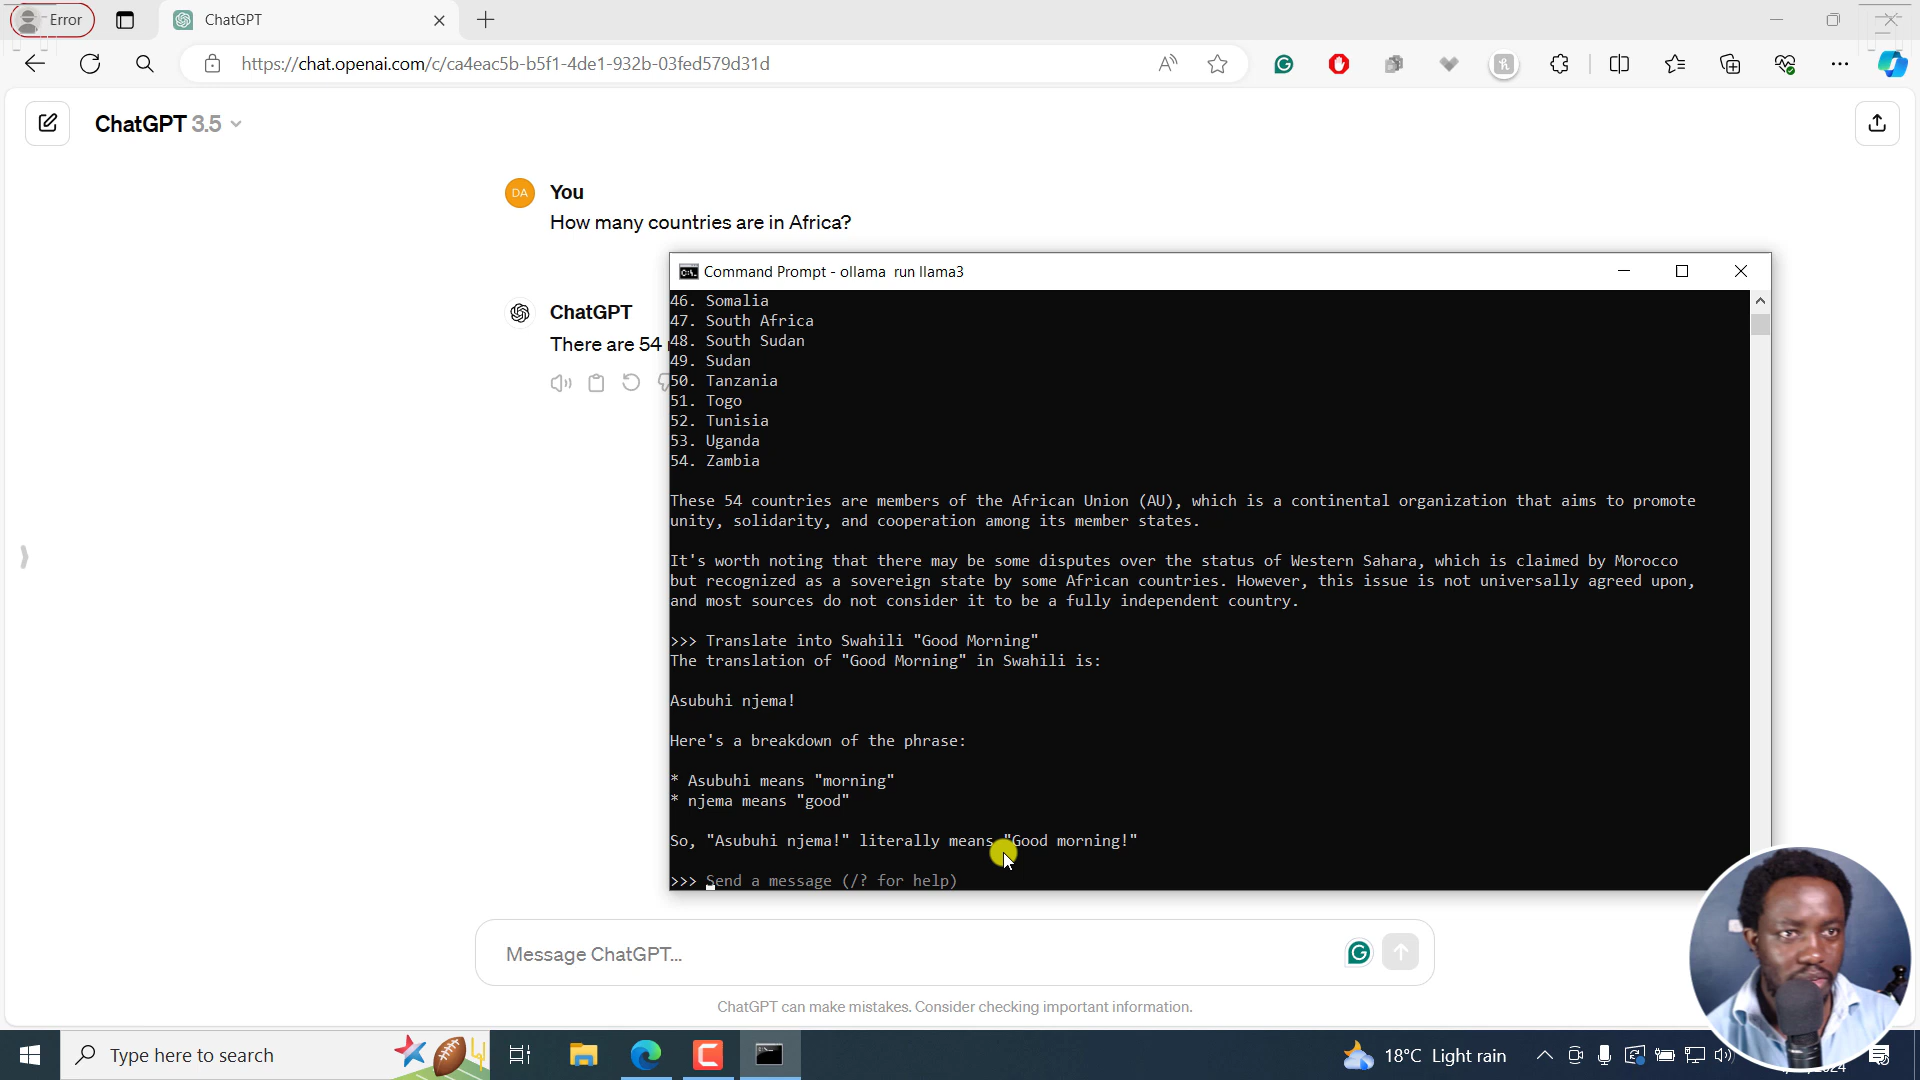 Error
ChatGPT
https://chat.openai.com/c/ca4eac5b-b5f1-4de1-932b-03fed579d31d
ChatGPT 3.5
DA
You
How many countries are in Africa?
ChatGPT
There are 54
Command Prompt - ollama  run llama3
46. Somalia
47. South Africa
48. South Sudan
49. Sudan
50. Tanzania
51. Togo
52. Tunisia
53. Uganda
54. Zambia
These 54 countries are members of the African Union (AU), which is a continental organization that aims to promote
unity, solidarity, and cooperation among its member states.
It's worth noting that there may be some disputes over the status of Western Sahara, which is claimed by Morocco
but recognized as a sovereign state by some African countries. However, this issue is not universally agreed upon,
and most sources do not consider it to be a fully independent country.
>>> Translate into Swahili "Good Morning"
The translation of "Good Morning" in Swahili is:
Asubuhi njema!
Here's a breakdown of the phrase:
* Asubuhi means "morning"
* njema means "good"
So, "Asubuhi njema!" literally means "Good morning!"
>>> Send a message (/? for help)
Message ChatGPT...
ChatGPT can make mistakes. Consider checking important information.
Type here to search
18°C Light rain